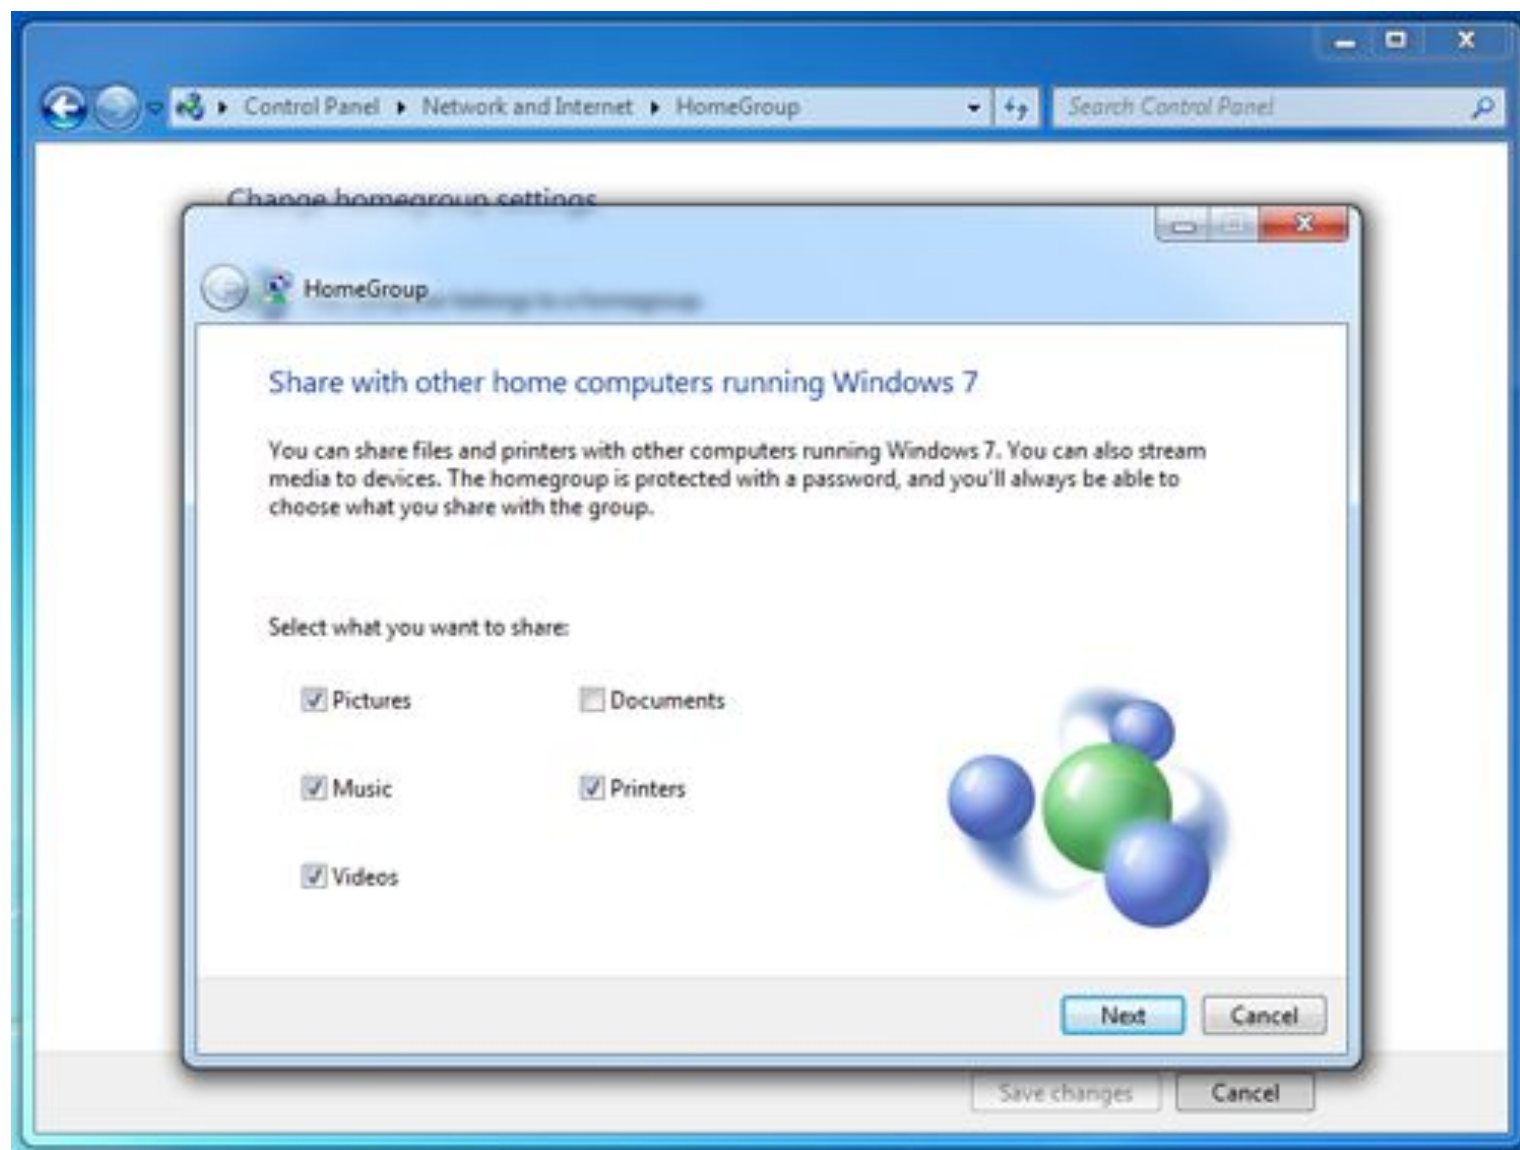 Control Panel ▸ Network and Internet ▸ HomeGroup
Search Control Panel
Change homegroup settings
HomeGroup
Share with other home computers running Windows 7
You can share files and printers with other computers running Windows 7. You can also stream
media to devices. The homegroup is protected with a password, and you'll always be able to
choose what you share with the group.
Select what you want to share:
Pictures
Documents
Music
Printers
Videos
Next
Cancel
Save changes
Cancel